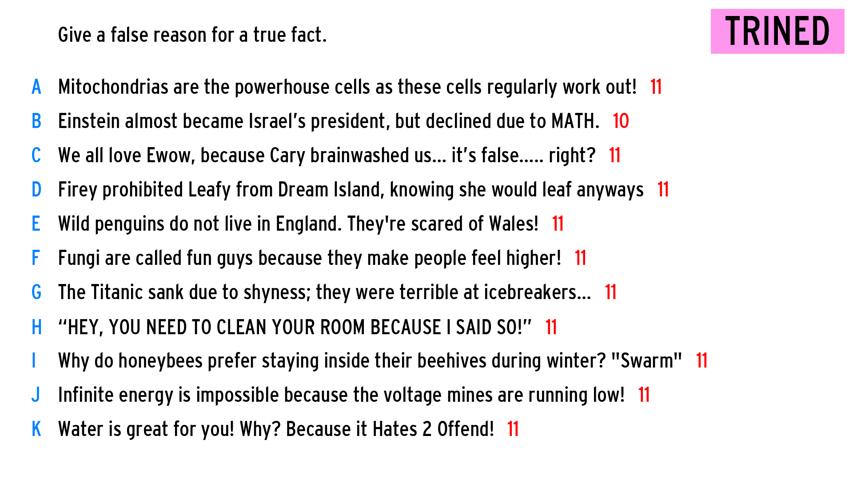 Give a false reason for a true fact.
TRINED
A Mitochondrias are the powerhouse cells as these cells regularly work out! 11
B Einstein almost became Israel's president, but declined due to MATH. 10
C We all love Ewow, because Cary brainwashed us... it's false..... right? 11
D Firey prohibited Leafy from Dream Island, knowing she would leaf anyways 11
E Wild penguins do not live in England. They're scared of Wales! 11
F Fungi are called fun guys because they make people feel higher! 11
G The Titanic sank due to shyness; they were terrible at icebreakers... 11
H “HEY, YOU NEED TO CLEAN YOUR ROOM BECAUSE I SAID SO!” 11
I Why do honeybees prefer staying inside their beehives during winter? "Swarm" 11
J Infinite energy is impossible because the voltage mines are running low! 11
K Water is great for you! Why? Because it Hates 2 Offend! 11